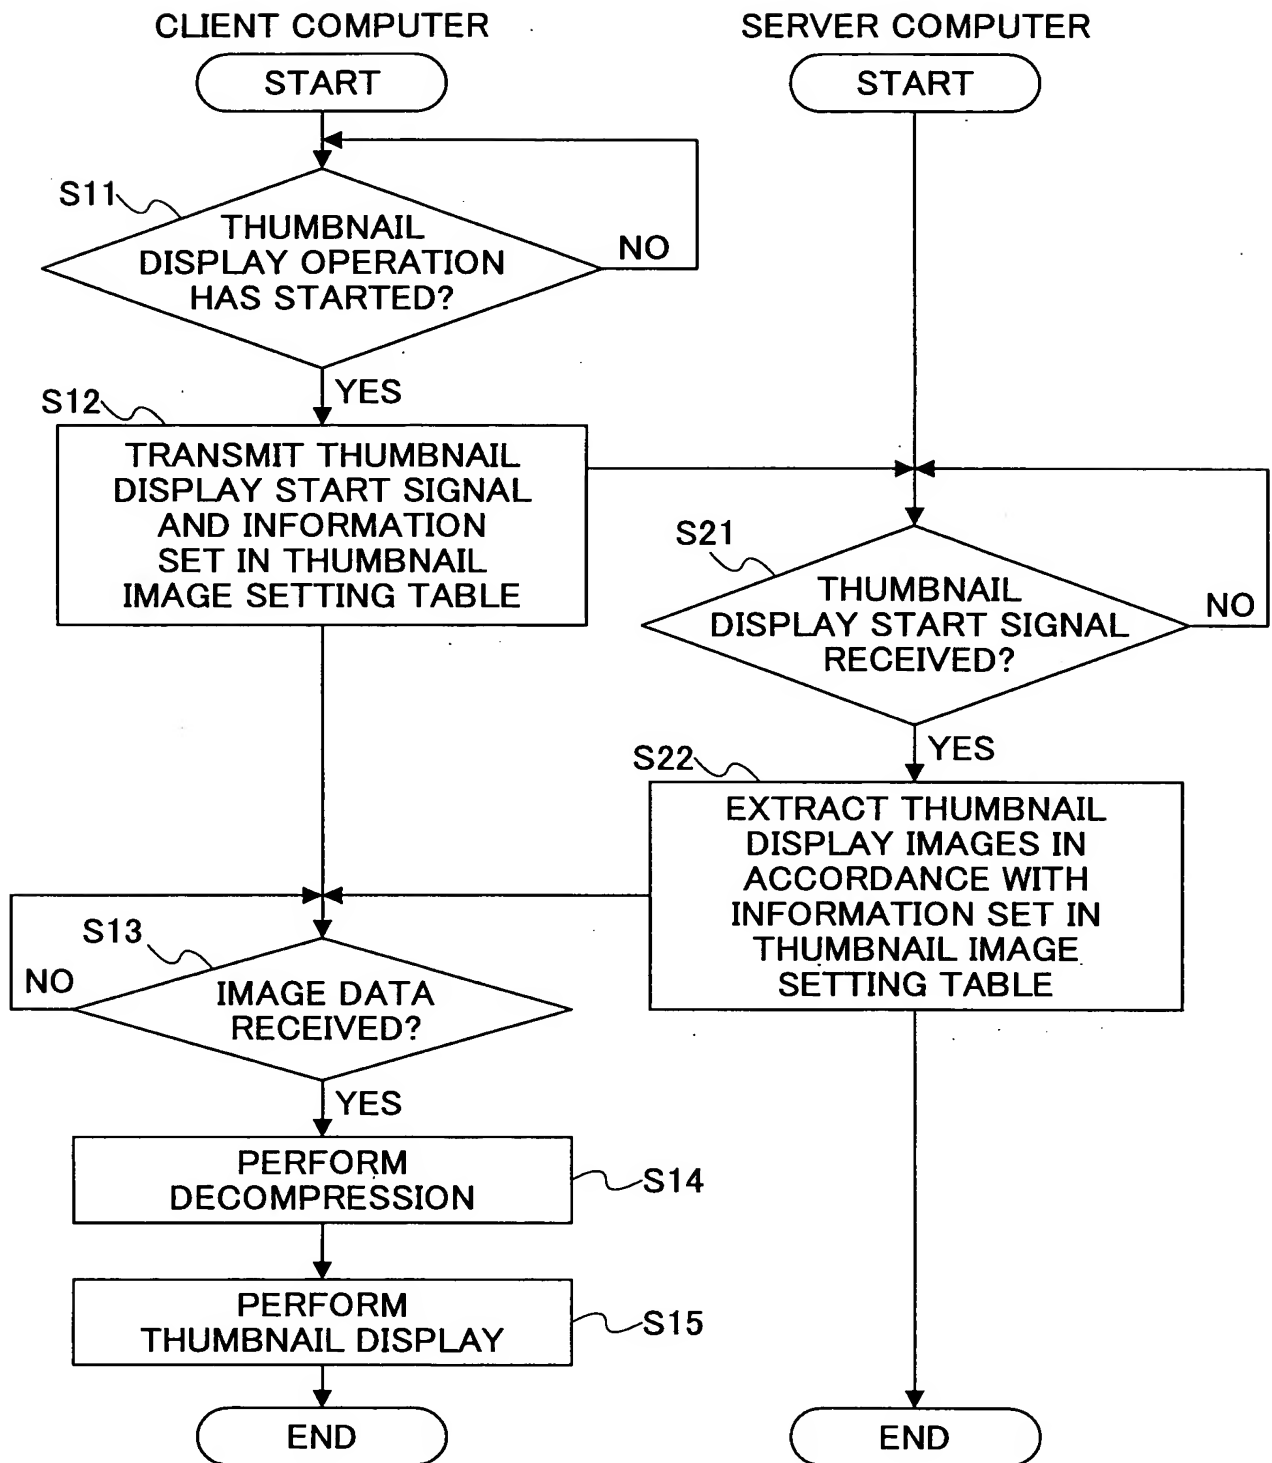 CLIENT COMPUTER
START
S11
THUMBNAIL
DISPLAY OPERATION
HAS STARTED?
NO
YES
S12
TRANSMIT THUMBNAIL
DISPLAY START SIGNAL
AND INFORMATION
SET IN THUMBNAIL
IMAGE SETTING TABLE
S13
NO
IMAGE DATA
RECEIVED?
YES
PERFORM
DECOMPRESSION
S14
PERFORM
THUMBNAIL DISPLAY
S15
END
SERVER COMPUTER
START
S21
THUMBNAIL
DISPLAY START SIGNAL
RECEIVED?
NO
YES
S22
EXTRACT THUMBNAIL
DISPLAY IMAGES IN
ACCORDANCE WITH
INFORMATION SET IN
THUMBNAIL IMAGE
SETTING TABLE
END